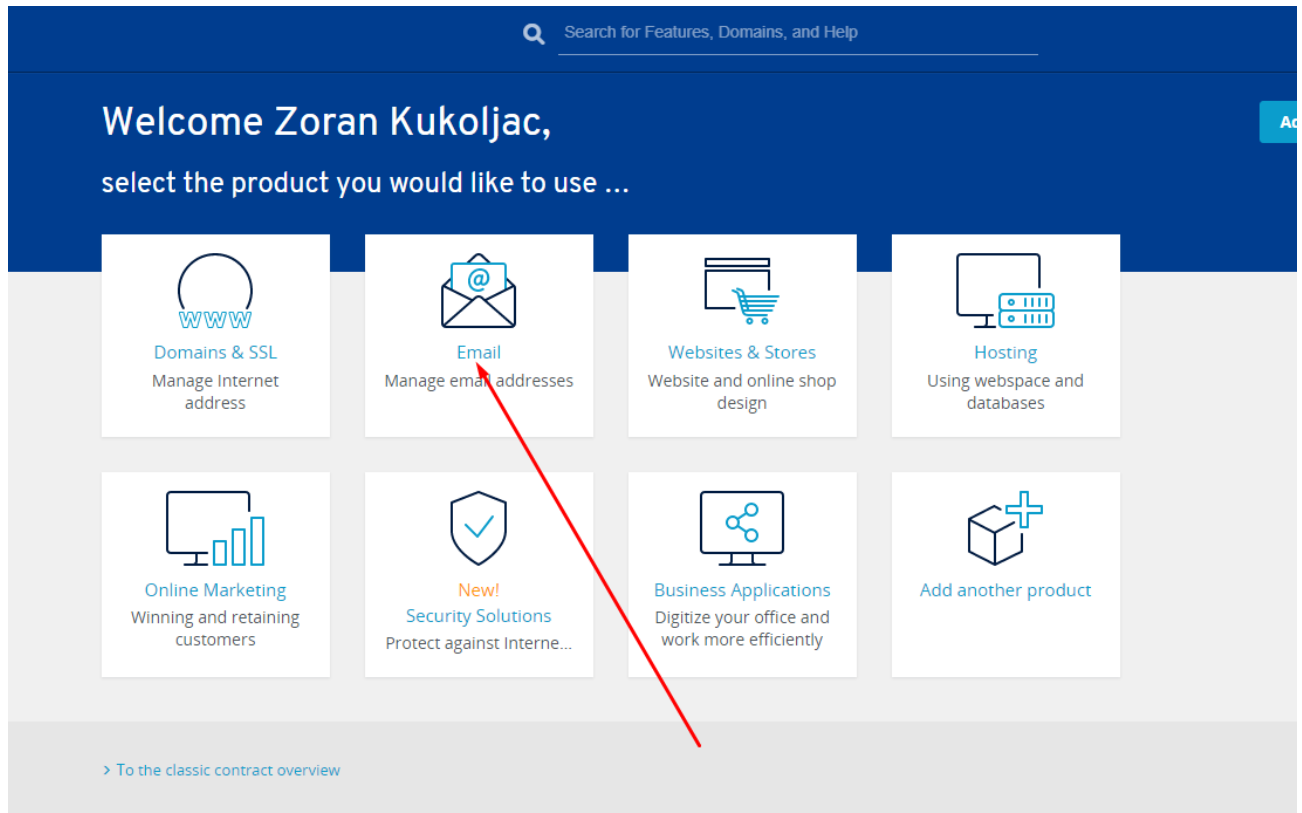 Search for Features, Domains, and Help
Welcome Zoran Kukoljac,
select the product you would like to use ...
www
Domains & SSL
Manage Internet
address
@
Email
Manage email addresses
Websites & Stores
Website and online shop
design
Hosting
Using webspace and
databases
Online Marketing
Winning and retaining
customers
New!
Security Solutions
Protect against Interne...
Business Applications
Digitize your office and
work more efficiently
Add another product
> To the classic contract overview